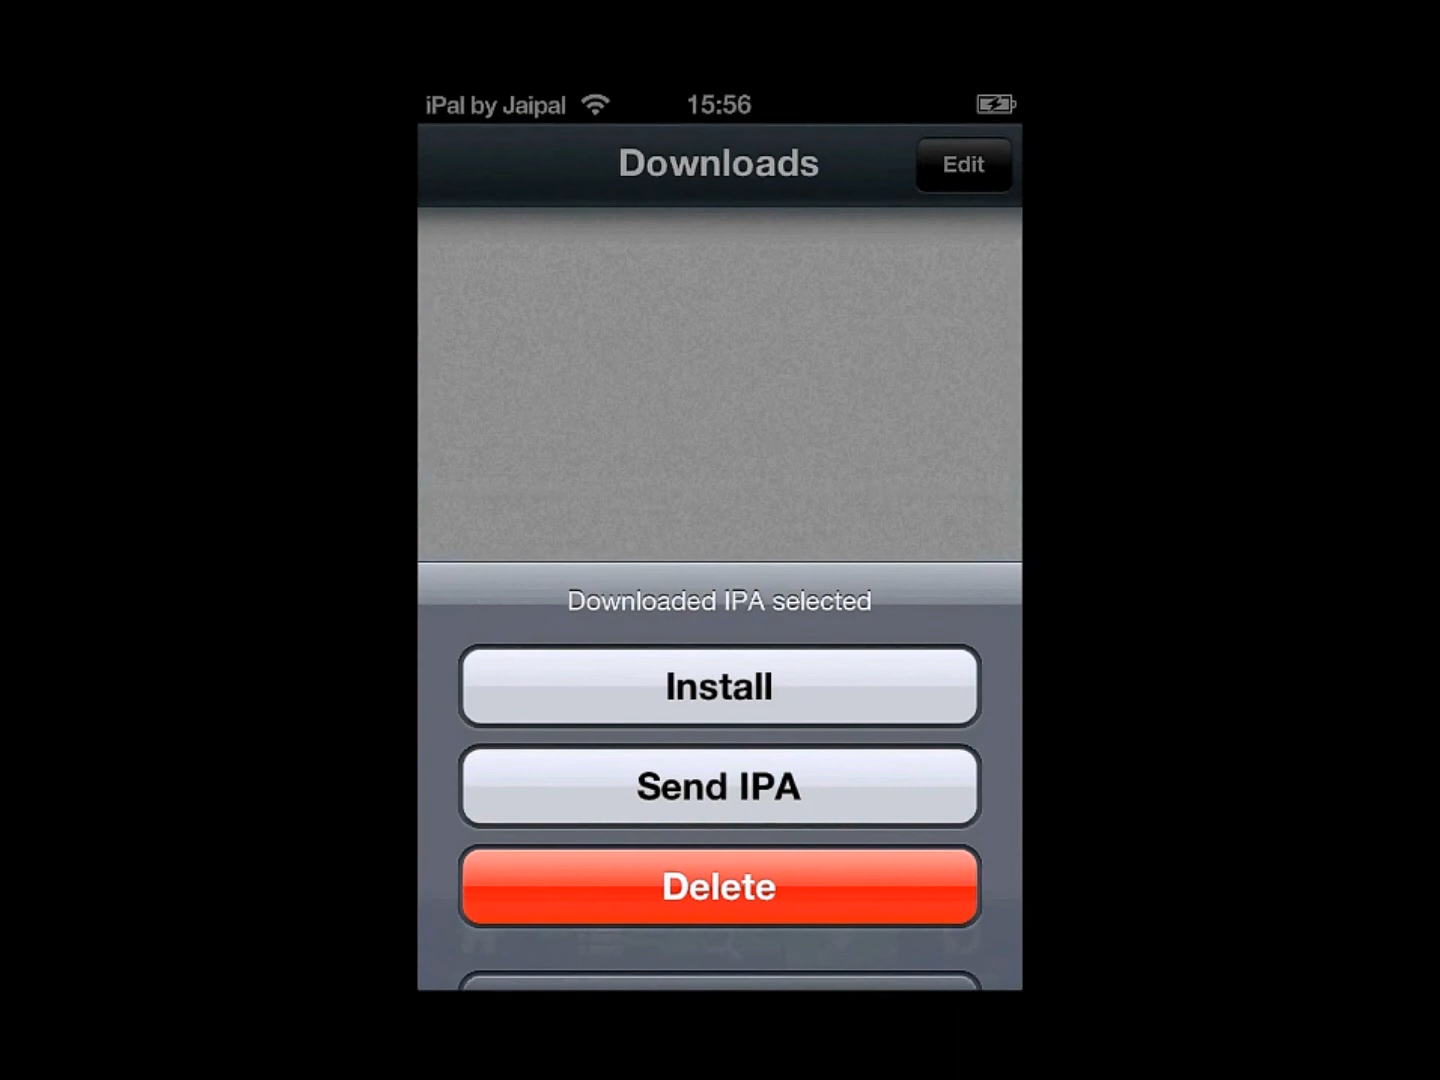 iPal by Jaipal 15:56
Downloads
Edit
Downloaded IPA selected
Install
Send IPA
Delete